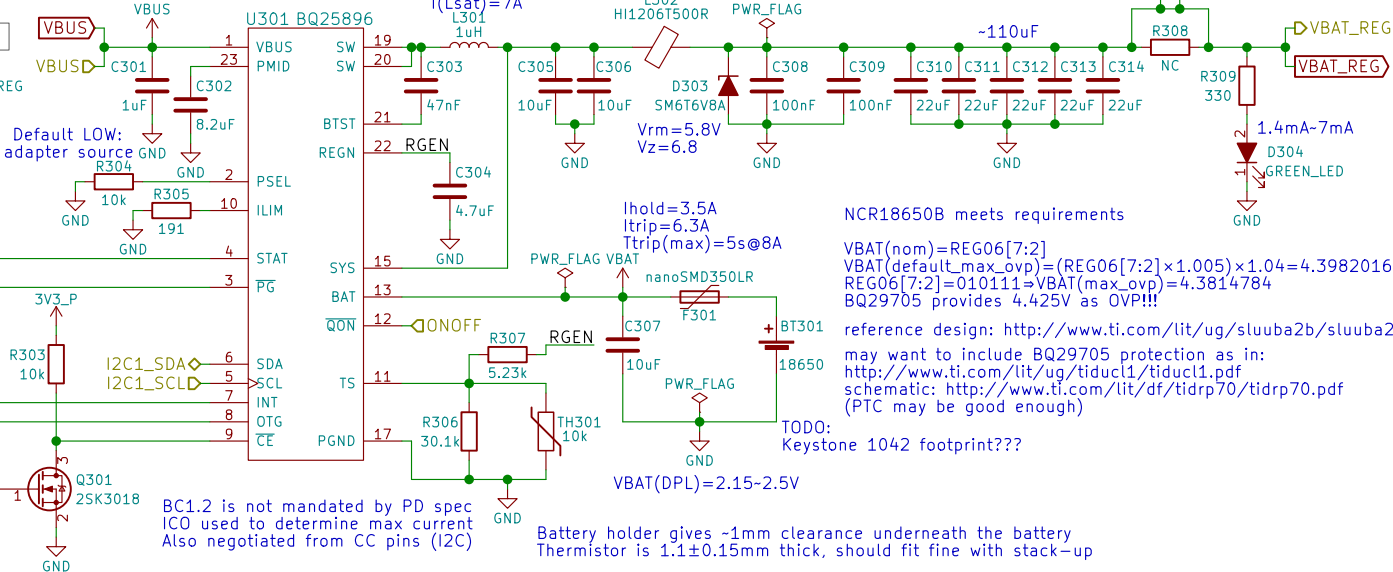 I(Lsat)=7A
VBUS
U301 BQ25896
L301
1uH
L302
HI1206T500R
PWR_FLAG
~110uF
R308
NC
VBAT_REG
VBAT_REG
VBUS
VBUS
REG
C301
1uF
C302
8.2uF
GND
GND
1 VBUS
23 PMID
2 PSEL
10 ILIM
4 STAT
3 PG
6 SDA
5 SCL
7 INT
8 OTG
9 CE
SW 19
SW 20
BTST 21
REGN 22
SYS 15
BAT 13
QON 12
TS 11
PGND 17
C303
47nF
C305
10uF
C306
10uF
GND
D303
SM6T6V8A
Vrm=5.8V
Vz=6.8
C308
100nF
C309
100nF
GND
C310
22uF
C311
22uF
C312
22uF
C313
22uF
C314
22uF
GND
R309
330
1.4mA~7mA
2
D304
1
GREEN_LED
GND
Default LOW:
adapter source
R304
10k
GND
R305
191
GND
RGEN
C304
4.7uF
GND
Ihold=3.5A
Itrip=6.3A
Ttrip(max)=5s@8A
PWR_FLAG
VBAT
nanoSMD350LR
F301
C307
10uF
BT301
18650
PWR_FLAG
GND
VBAT(DPL)=2.15~2.5V
ONOFF
R307
5.23k
RGEN
R306
30.1k
TH301
10k
GND
3V3_P
R303
10k
I2C1_SDA
I2C1_SCL
Q301
2SK3018
3
1
2
GND
NCR18650B meets requirements
VBAT(nom)=REG06[7:2]
VBAT(default_max_ovp)=(REG06[7:2]×1.005)×1.04=4.3982016
REG06[7:2]=010111⇒VBAT(max_ovp)=4.3814784
BQ29705 provides 4.425V as OVP!!!
reference design: http://www.ti.com/lit/ug/sluuba2b/sluuba2
may want to include BQ29705 protection as in:
http://www.ti.com/lit/ug/tiducl1/tiducl1.pdf
schematic: http://www.ti.com/lit/df/tidrp70/tidrp70.pdf
(PTC may be good enough)
TODO:
Keystone 1042 footprint???
BC1.2 is not mandated by PD spec
ICO used to determine max current
Also negotiated from CC pins (I2C)
Battery holder gives ~1mm clearance underneath the battery
Thermistor is 1.1±0.15mm thick, should fit fine with stack-up